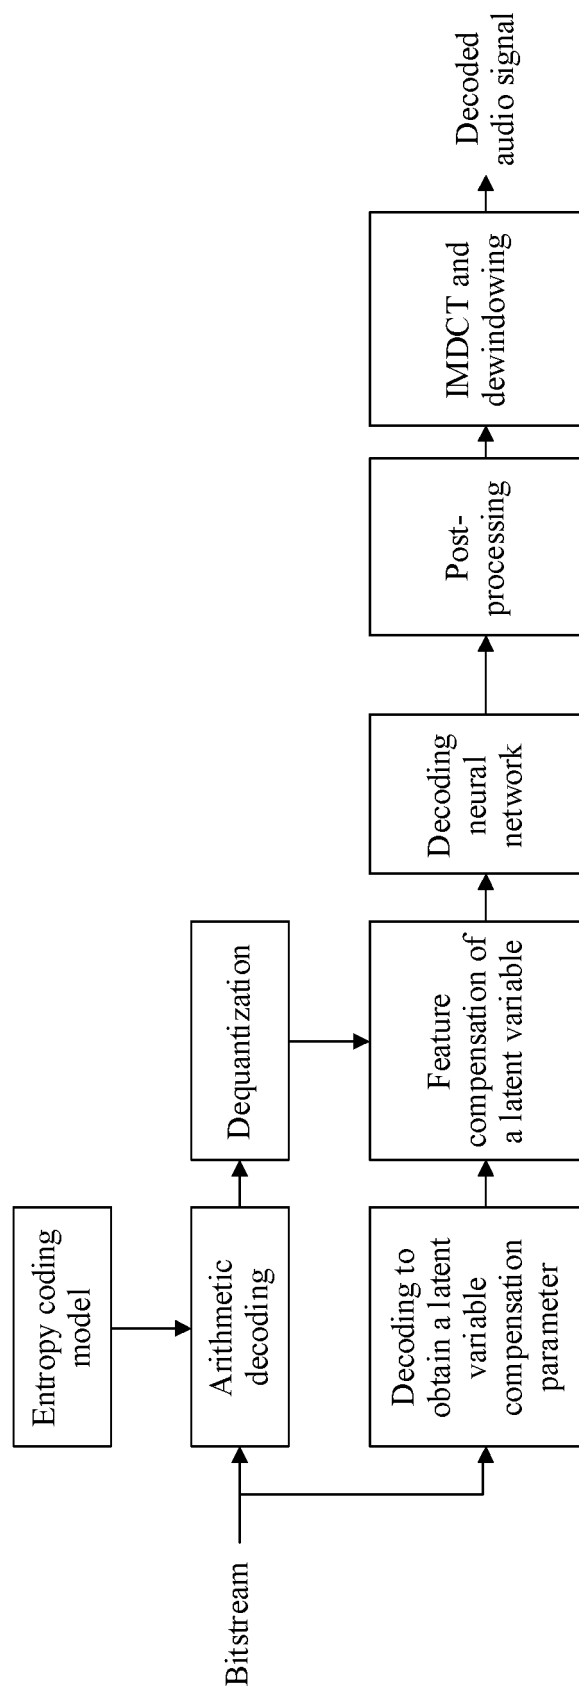 Bitstream
Entropy coding
model
Arithmetic
decoding
Dequantization
Decoding to
obtain a latent
variable
compensation
parameter
Feature
compensation of
a latent variable
Decoding
neural
network
Post-
processing
IMDCT and
dewindowing
Decoded
audio signal